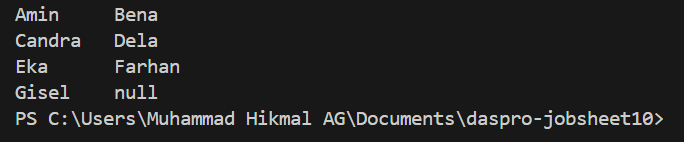 Amin    Bena
Candra  Dela
Eka     Farhan
Gisel   null
PS C:\Users\Muhammad Hikmal AG\Documents\daspro-jobsheet10>